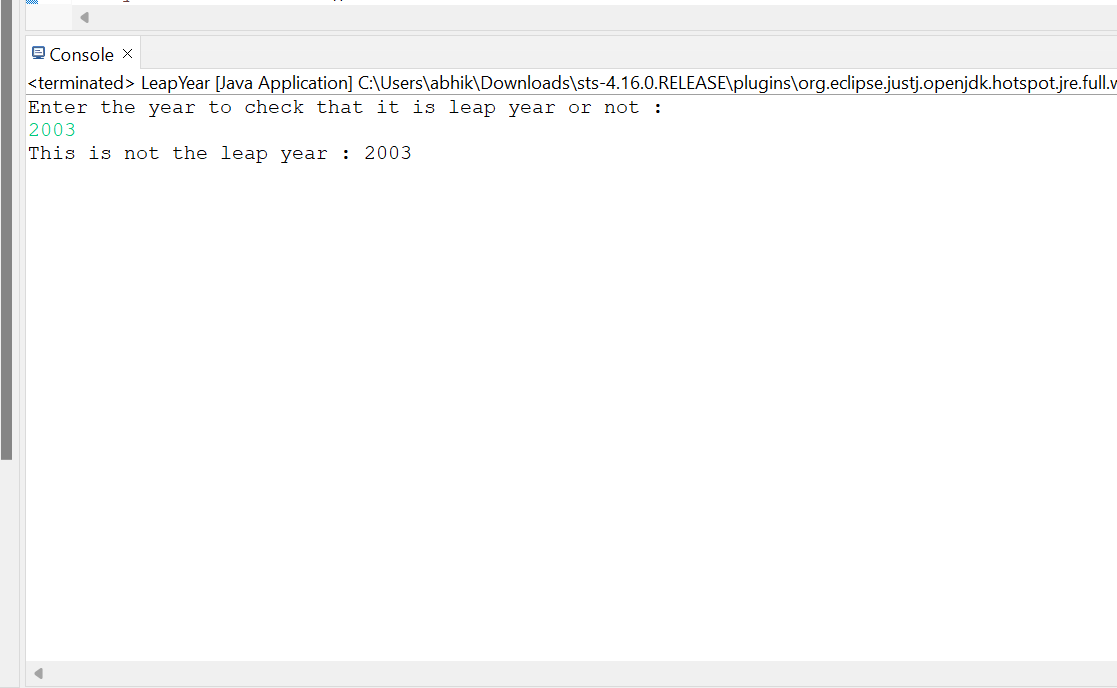 Console
<terminated> LeapYear [Java Application] C:\Users\abhik\Downloads\sts-4.16.0.RELEASE\plugins\org.eclipse.justj.openjdk.hotspot.jre.full.w
Enter the year to check that it is leap year or not :
2003
This is not the leap year : 2003